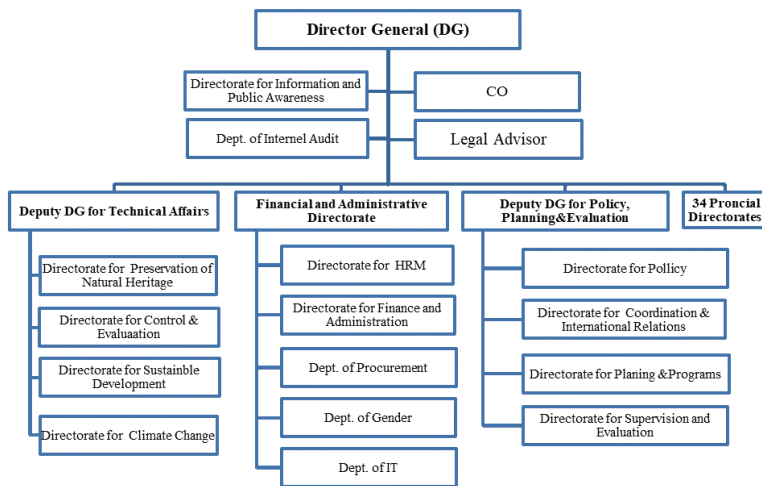 Director General (DG)
Directorate for Information and
Public Awareness
CO
Dept. of Internel Audit
Legal Advisor
Deputy DG for Technical Affairs
Financial and Administrative
Directorate
Deputy DG for Policy,
Planning&Evaluation
34 Proncial
Directorates
Directorate for Preservation of
Natural Heritage
Directorate for Control &
Evaluaation
Directorate for Sustainble
Development
Directorate for Climate Change
Directorate for HRM
Directorate for Finance and
Administration
Dept. of Procurement
Dept. of Gender
Dept. of IT
Directorate for Pollicy
Directorate for Coordination &
International Relations
Directorate for Planing &Programs
Directorate for Supervision and
Evaluation